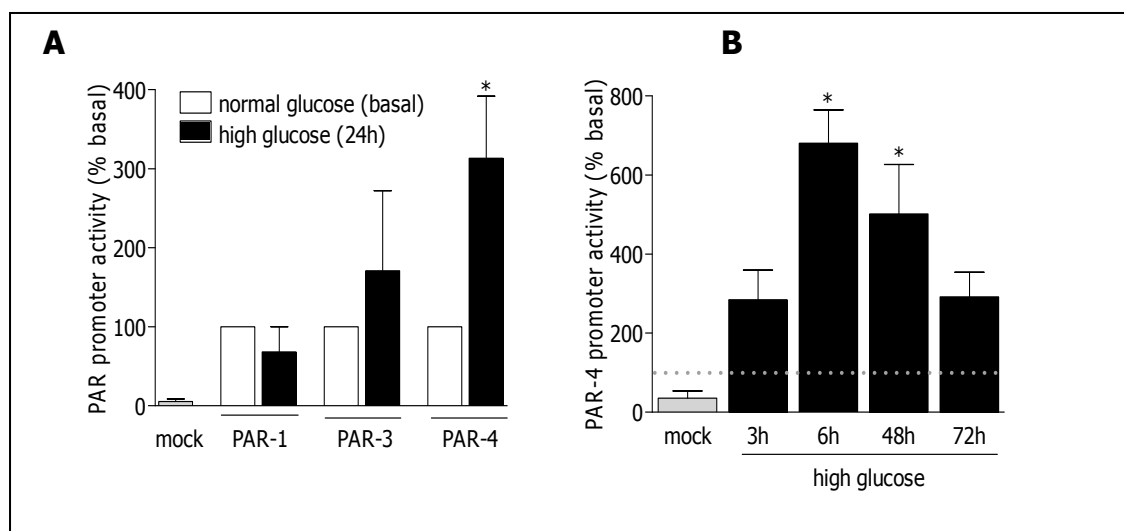 A
PAR promoter activity (% basal)
400
300
200
100
0
normal glucose (basal)
high glucose (24h)
*
mock
PAR-1
PAR-3
PAR-4
B
PAR-4 promoter activity (% basal)
800
600
400
200
0
*
*
mock
3h
6h
48h
72h
high glucose